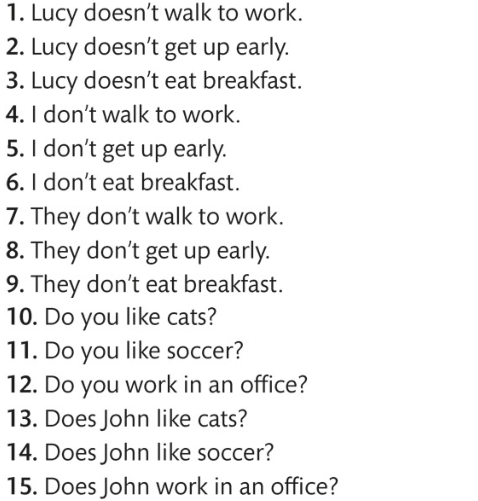 1. Lucy doesn’t walk to work.
2. Lucy doesn’t get up early.
3. Lucy doesn’t eat breakfast.
4. I don’t walk to work.
5. I don’t get up early.
6. I don’t eat breakfast.
7. They don’t walk to work.
8. They don’t get up early.
9. They don’t eat breakfast.
10. Do you like cats?
11. Do you like soccer?
12. Do you work in an office?
13. Does John like cats?
14. Does John like soccer?
15. Does John work in an office?